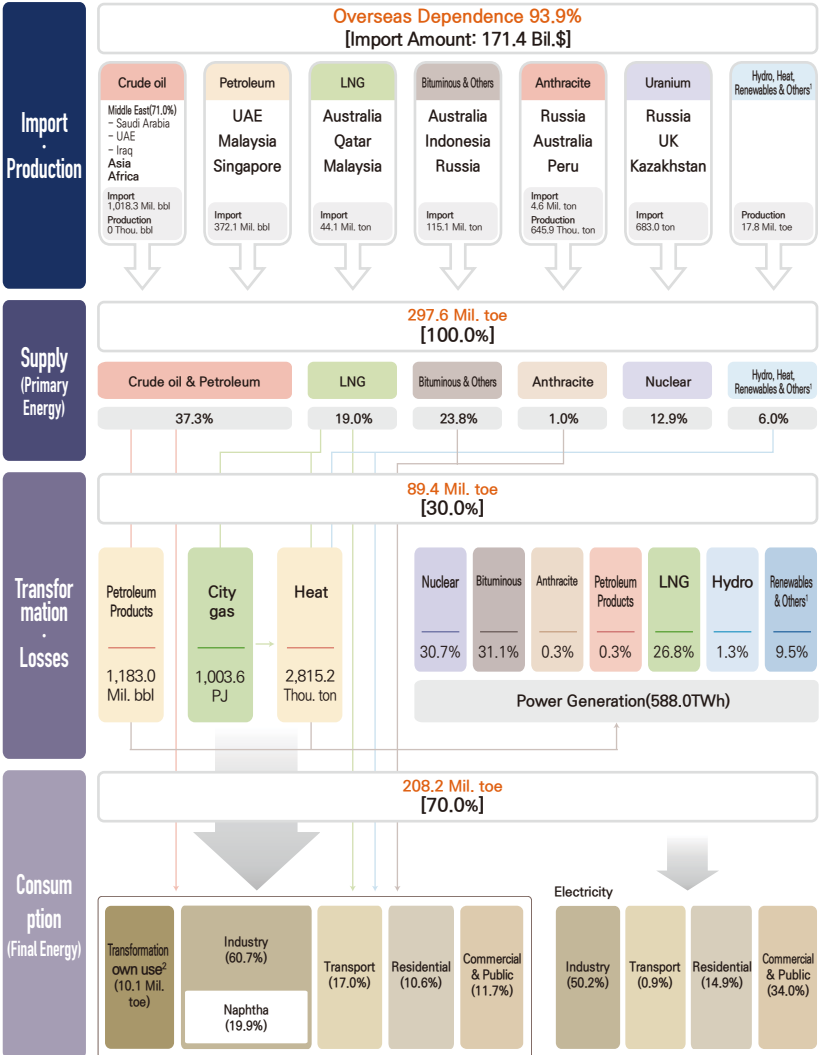 Import
·
Production
Overseas Dependence 93.9%
[Import Amount: 171.4 Bil.$]
Crude oil
Middle East(71.0%)
- Saudi Arabia
- UAE
- Iraq
Asia
Africa
Import
1,018.3 Mil. bbl
Production
0 Thou. bbl
Petroleum
UAE
Malaysia
Singapore
Import
372.1 Mil. bbl
LNG
Australia
Qatar
Malaysia
Import
44.1 Mil. ton
Bituminous & Others
Australia
Indonesia
Russia
Import
115.1 Mil. ton
Anthracite
Russia
Australia
Peru
Import
4.6 Mil. ton
Production
645.9 Thou. ton
Uranium
Russia
UK
Kazakhstan
Import
683.0 ton
Hydro, Heat,
Renewables & Others¹
Production
17.8 Mil. toe
Supply
(Primary
Energy)
297.6 Mil. toe
[100.0%]
Crude oil & Petroleum
37.3%
LNG
19.0%
Bituminous & Others
23.8%
Anthracite
1.0%
Nuclear
12.9%
Hydro, Heat,
Renewables & Others¹
6.0%
Transfor
mation
·
Losses
89.4 Mil. toe
[30.0%]
Petroleum
Products
1,183.0
Mil. bbl
City
gas
1,003.6
PJ
Heat
2,815.2
Thou. ton
Nuclear
30.7%
Bituminous
31.1%
Anthracite
0.3%
Petroleum
Products
0.3%
LNG
26.8%
Hydro
1.3%
Renewables
& Others¹
9.5%
Power Generation(588.0TWh)
Consum
ption
(Final Energy)
208.2 Mil. toe
[70.0%]
Transformation
own use²
(10.1 Mil.
toe)
Industry
(60.7%)
Naphtha
(19.9%)
Transport
(17.0%)
Residential
(10.6%)
Commercial
& Public
(11.7%)
Electricity
Industry
(50.2%)
Transport
(0.9%)
Residential
(14.9%)
Commercial
& Public
(34.0%)